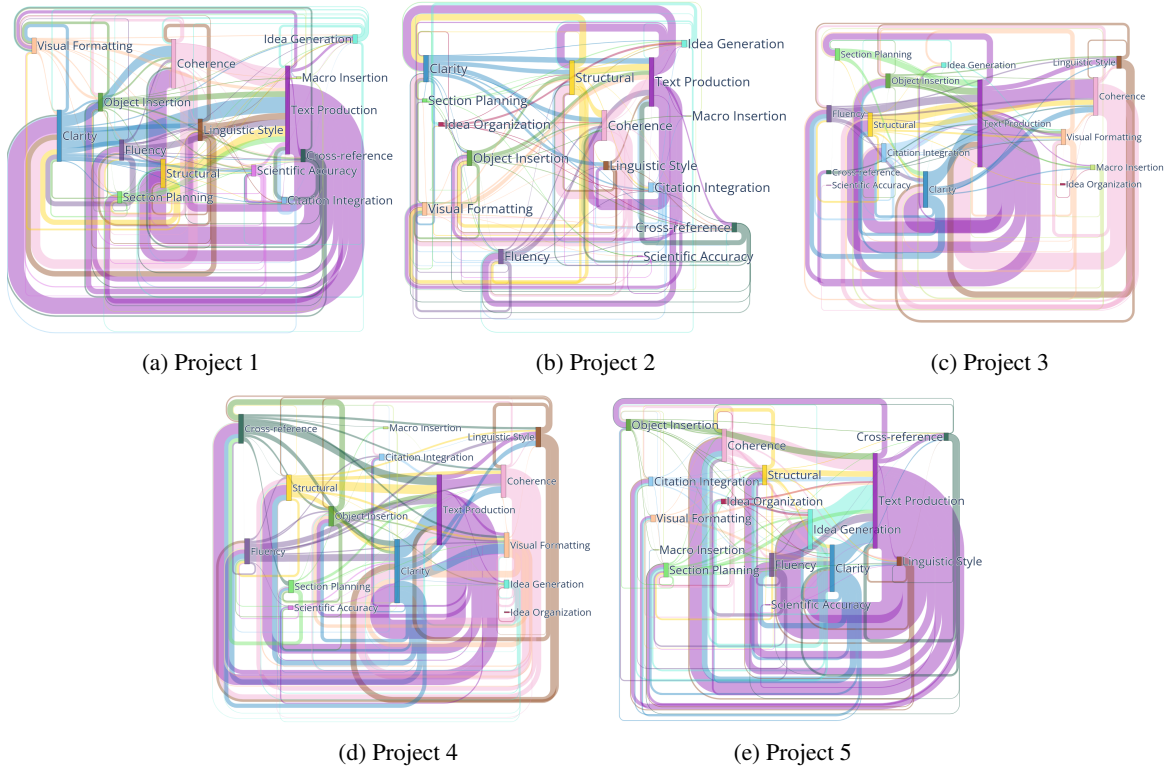 Visual Formatting
Idea Generation
Coherence
Macro Insertion
Object Insertion
Text Production
Clarity
Linguistic Style
Fluency
Cross-reference
Structural
Scientific Accuracy
Section Planning
Citation Integration
(a) Project 1
Idea Generation
Clarity
Structural
Text Production
Section Planning
Macro Insertion
Idea Organization
Coherence
Object Insertion
Linguistic Style
Citation Integration
Visual Formatting
Cross-reference
Fluency
Scientific Accuracy
(b) Project 2
Section Planning
Linguistic Style
Idea Generation
Object Insertion
Coherence
Fluency
Structural
Text Production
Visual Formatting
Citation Integration
Macro Insertion
Cross-reference
Scientific Accuracy
Idea Organization
Clarity
(c) Project 3
Cross-reference
Macro Insertion
Linguistic Style
Citation Integration
Structural
Coherence
Object Insertion
Text Production
Fluency
Visual Formatting
Clarity
Section Planning
Idea Generation
Scientific Accuracy
Idea Organization
(d) Project 4
Object Insertion
Cross-reference
Coherence
Structural
Citation Integration
Idea Organization
Text Production
Visual Formatting
Idea Generation
Macro Insertion
Section Planning
Fluency
Clarity
Linguistic Style
Scientific Accuracy
(e) Project 5